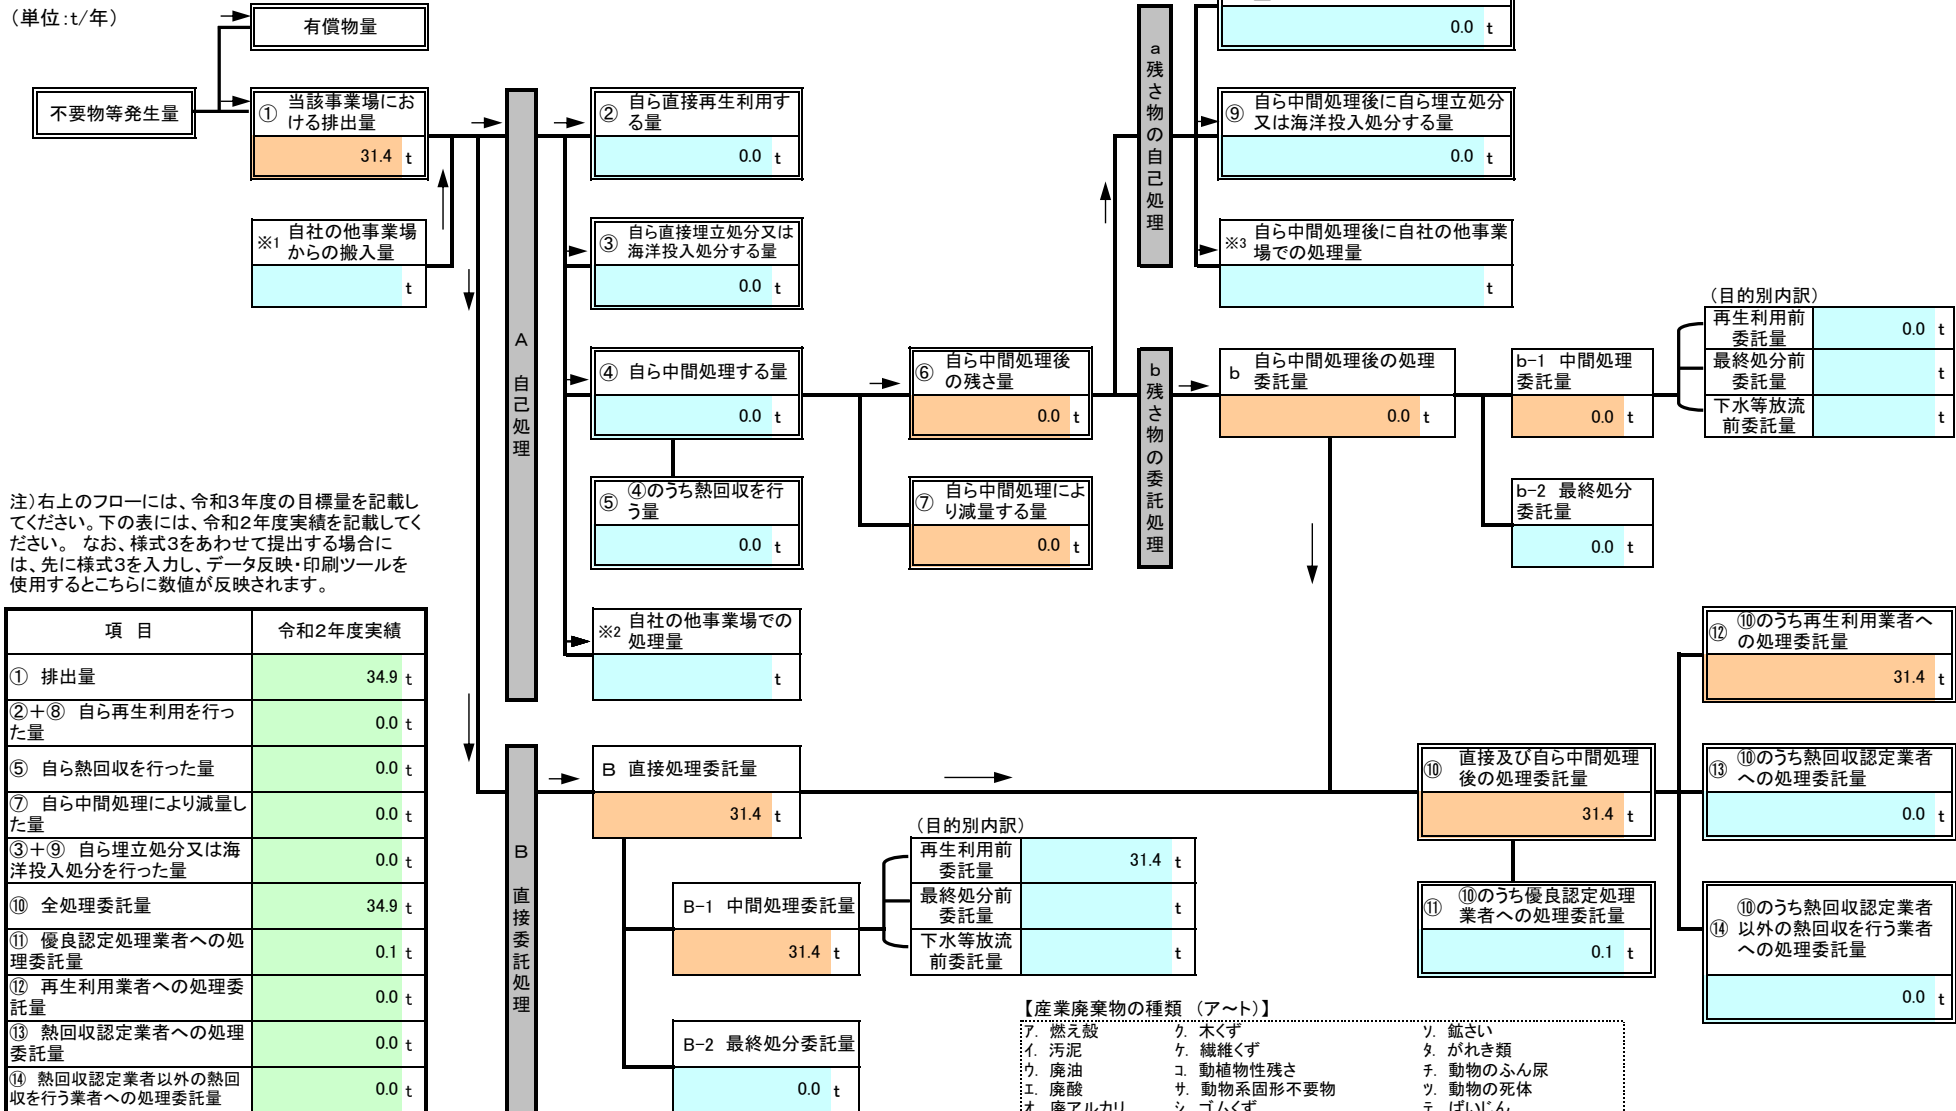 （単位:t/年）
有償物量
不要物等発生量
① 当該事業場にお
ける排出量
31.4 t
※1 自社の他事業場
からの搬入量
t
A 自己処理
② 自ら直接再生利用す
る量
0.0 t
③ 自ら直接埋立処分又は
海洋投入処分する量
0.0 t
④ 自ら中間処理する量
0.0 t
⑤ ④のうち熱回収を行
う量
0.0 t
※2 自社の他事業場での
処理量
t
⑥ 自ら中間処理後
の残さ量
0.0 t
⑦ 自ら中間処理によ
り減量する量
0.0 t
a 残さ物の自己処理
0.0 t
⑨ 自ら中間処理後に自ら埋立処分
又は海洋投入処分する量
0.0 t
※3 自ら中間処理後に自社の他事業
場での処理量
t
b 残さ物の委託処理
b 自ら中間処理後の処理
委託量
0.0 t
b-1 中間処理
委託量
0.0 t
（目的別内訳）
再生利用前
委託量
0.0 t
最終処分前
委託量
t
下水等放流
前委託量
t
b-2 最終処分
委託量
0.0 t
注）右上のフローには、令和3年度の目標量を記載し
てください。下の表には、令和2年度実績を記載してく
ださい。 なお、様式3をあわせて提出する場合に
は、先に様式3を入力し、データ反映・印刷ツールを
使用するとこちらに数値が反映されます。
項 目 令和2年度実績
① 排出量 34.9 t
②＋⑧ 自ら再生利用を行っ
た量 0.0 t
⑤ 自ら熱回収を行った量 0.0 t
⑦ 自ら中間処理により減量し
た量 0.0 t
③＋⑨ 自ら埋立処分又は海
洋投入処分を行った量 0.0 t
⑩ 全処理委託量 34.9 t
⑪ 優良認定処理業者への処
理委託量 0.1 t
⑫ 再生利用業者への処理委
託量 0.0 t
⑬ 熱回収認定業者への処理
委託量 0.0 t
⑭ 熱回収認定業者以外の熱回
収を行う業者への処理委託量 0.0 t
B 直接委託処理
B 直接処理委託量
31.4 t
B-1 中間処理委託量
31.4 t
（目的別内訳）
再生利用前
委託量
31.4 t
最終処分前
委託量
t
下水等放流
前委託量
t
B-2 最終処分委託量
0.0 t
⑩ 直接及び自ら中間処理
後の処理委託量
31.4 t
⑪ ⑩のうち優良認定処理
業者への処理委託量
0.1 t
⑫ ⑩のうち再生利用業者へ
の処理委託量
31.4 t
⑬ ⑩のうち熱回収認定業者
への処理委託量
0.0 t
⑭ ⑩のうち熱回収認定業者
以外の熱回収を行う業者
への処理委託量
0.0 t
【産業廃棄物の種類 （ア～ト）】
ア. 燃え殻 ク. 木くず ソ. 鉱さい
イ. 汚泥 ケ. 繊維くず タ. がれき類
ウ. 廃油 コ. 動植物性残さ チ. 動物のふん尿
エ. 廃酸 サ. 動物系固形不要物 ツ. 動物の死体
オ. 廃アルカリ シ. ゴムくず テ. ばいじん